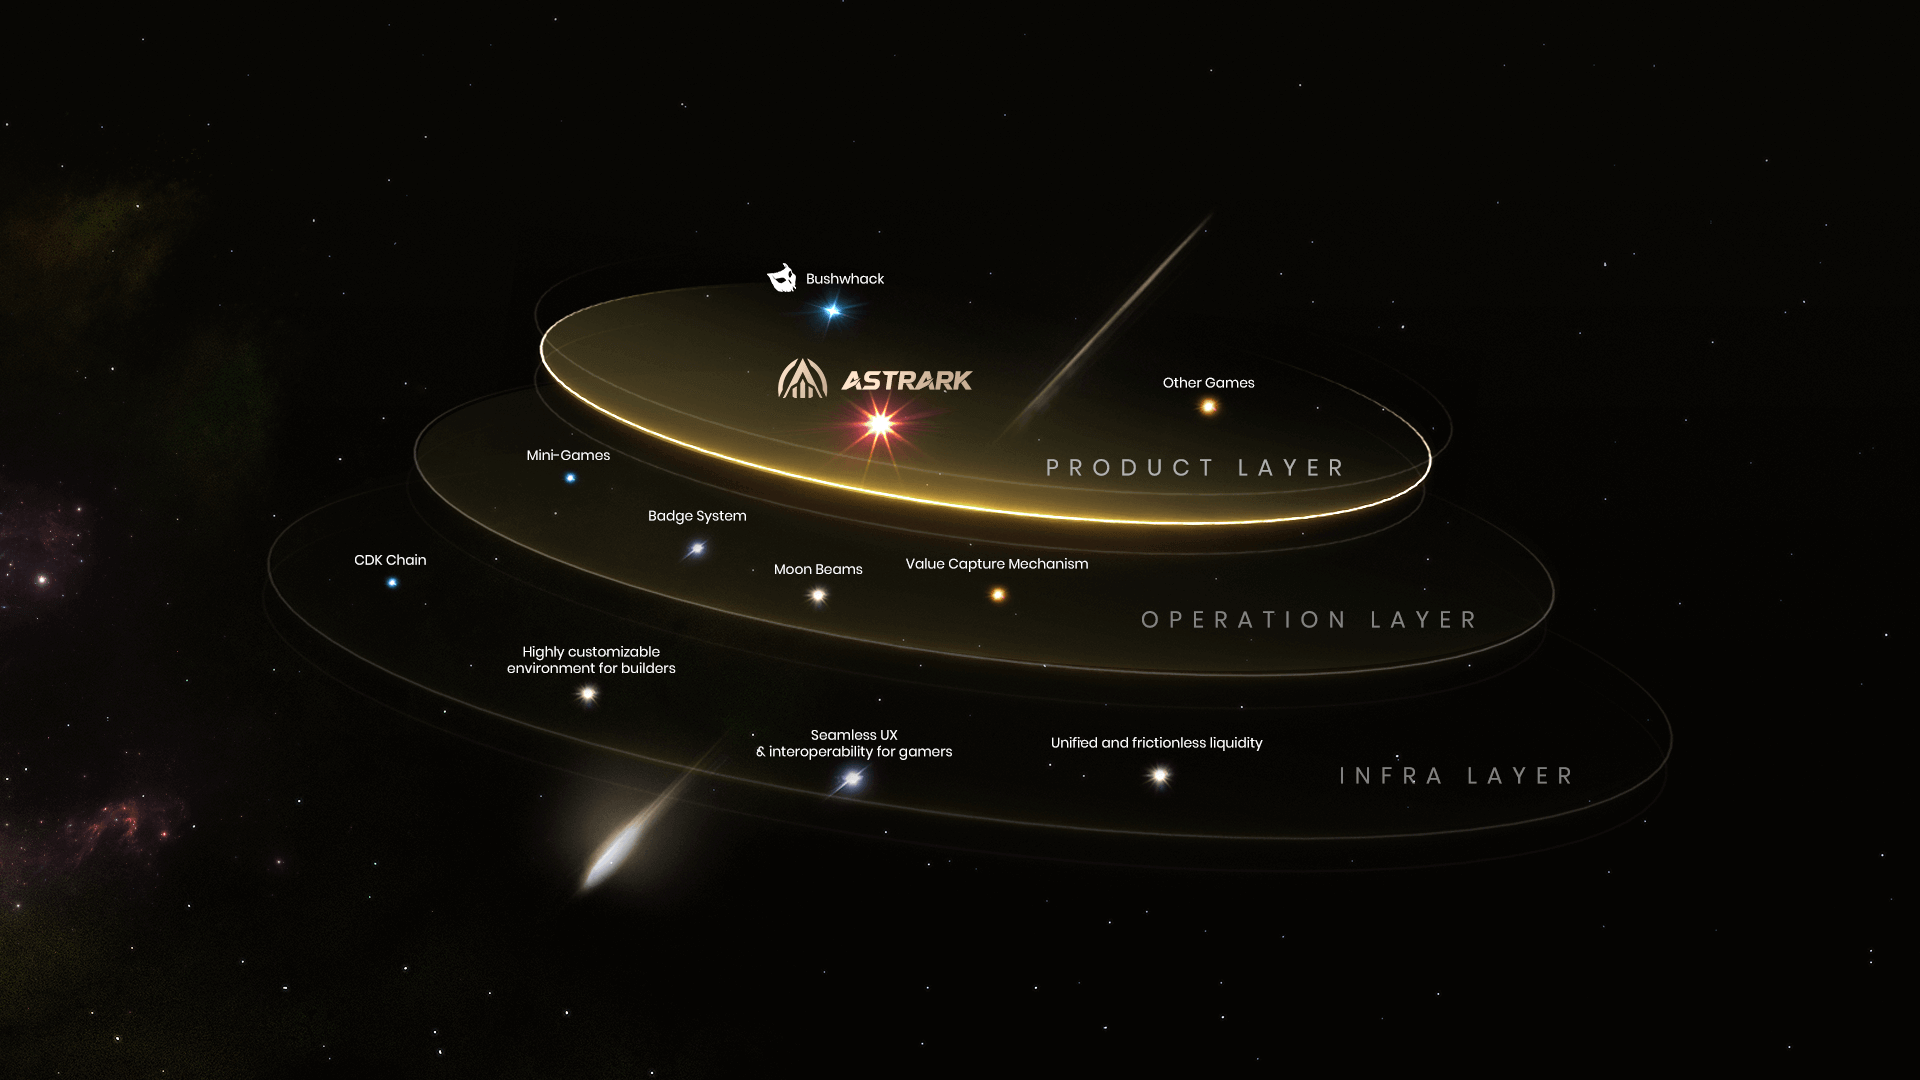 Bushwhack
ASTRARK
Other Games
PRODUCT LAYER
Mini-Games
Badge System
Moon Beams
Value Capture Mechanism
OPERATION LAYER
CDK Chain
Highly customizable
environment for builders
Seamless UX
& interoperability for gamers
Unified and frictionless liquidity
INFRA LAYER